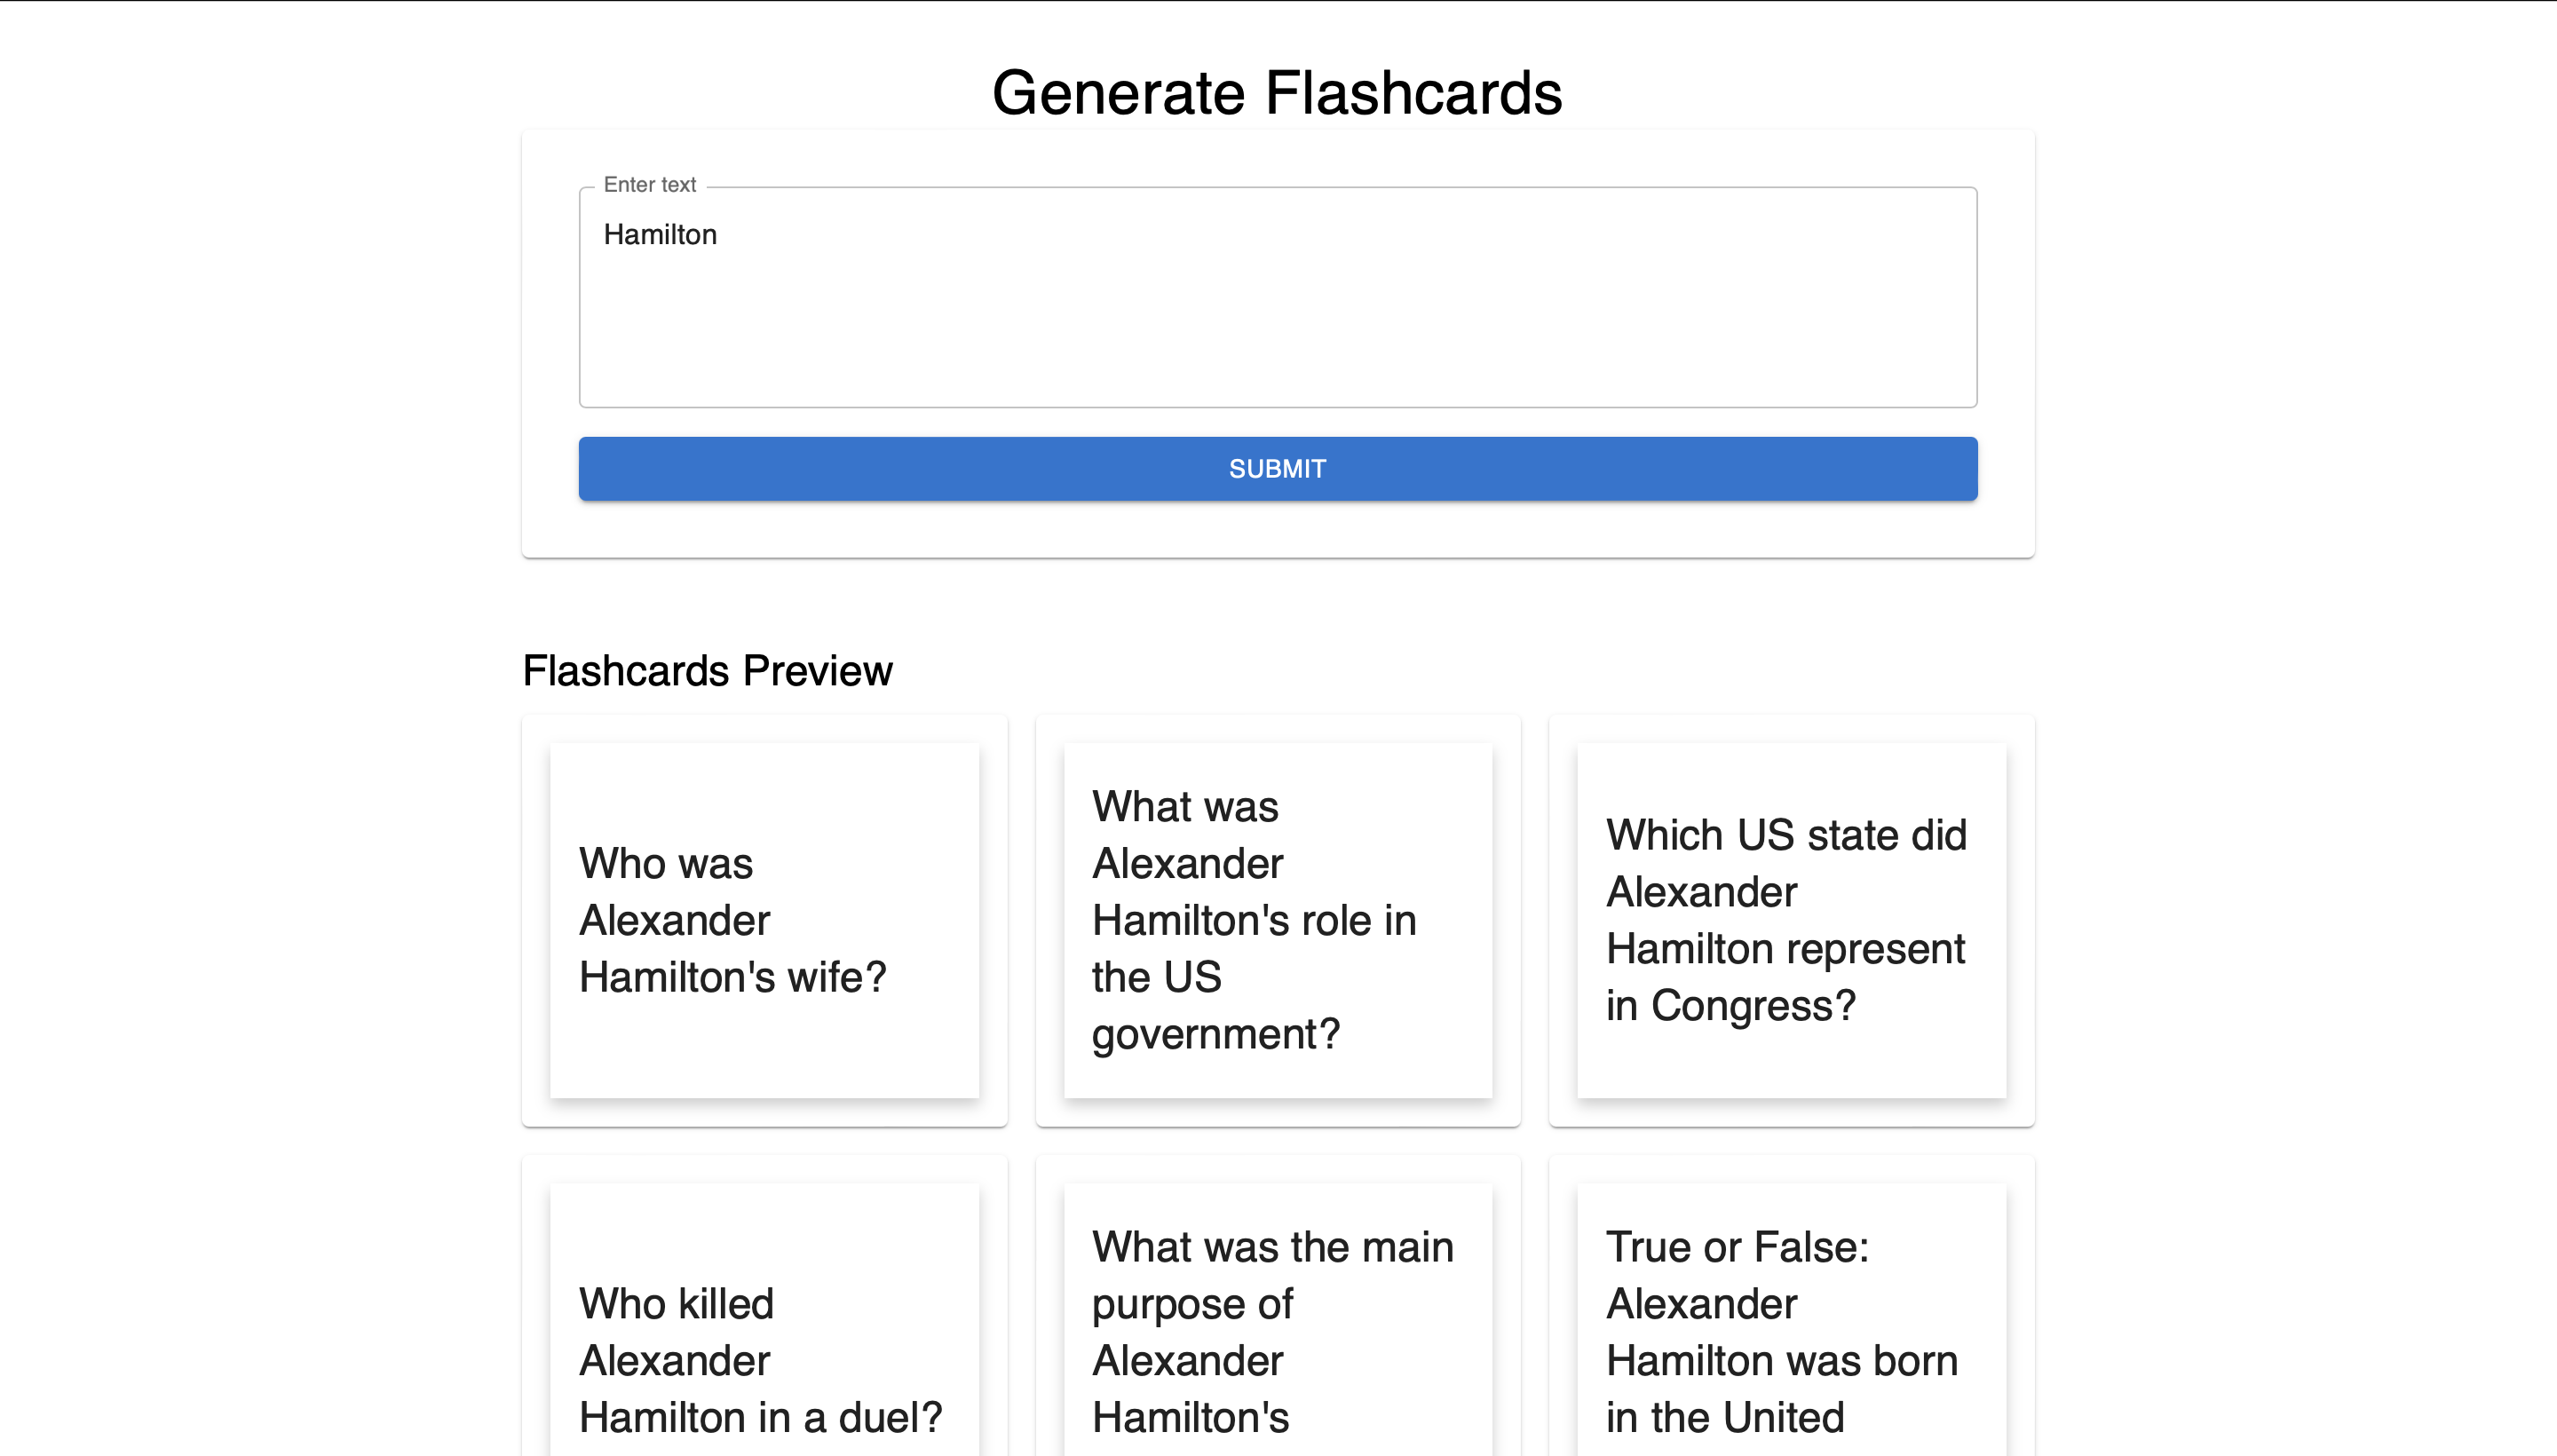 Generate Flashcards
Enter text
Hamilton
SUBMIT
Flashcards Preview
Who was
Alexander
Hamilton's wife?
What was
Alexander
Hamilton's role in
the US
government?
Which US state did
Alexander
Hamilton represent
in Congress?
Who killed
Alexander
Hamilton in a duel?
What was the main
purpose of
Alexander
Hamilton's
True or False:
Alexander
Hamilton was born
in the United